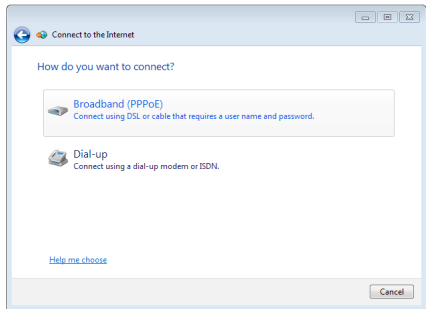 Connect to the Internet
How do you want to connect?
Broadband (PPPoE)
Connect using DSL or cable that requires a user name and password.
Dial-up
Connect using a dial-up modem or ISDN.
Help me choose
Cancel